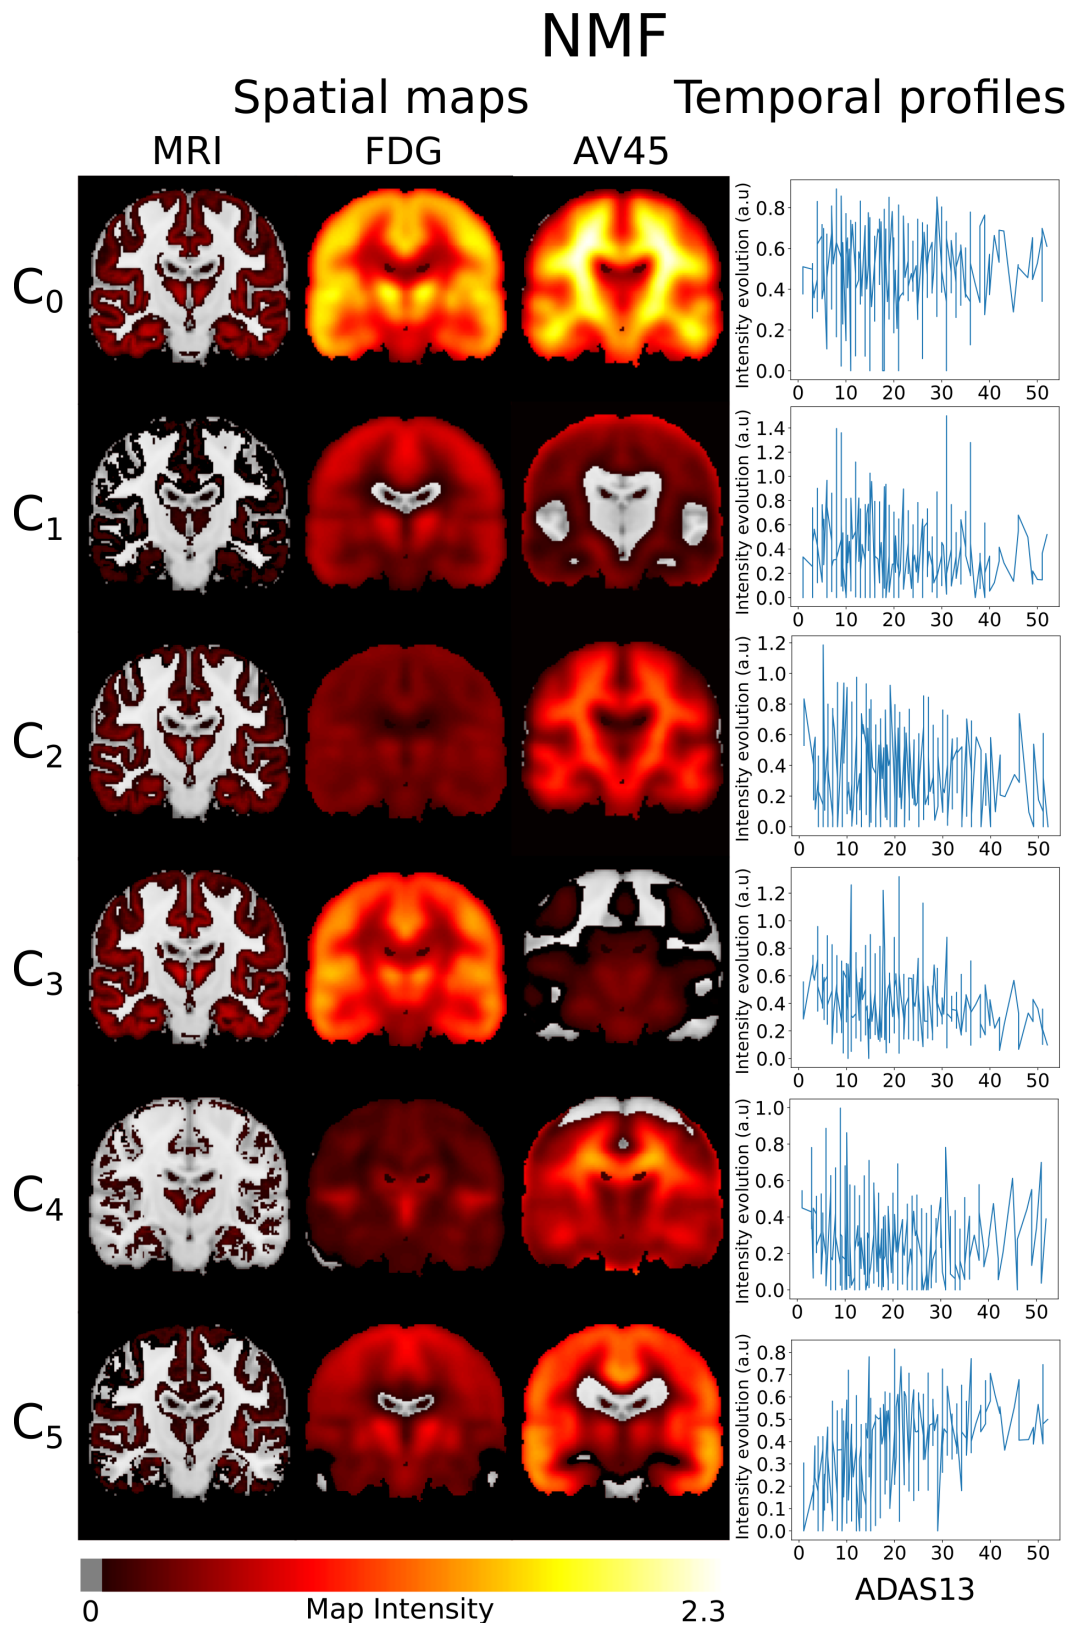 NMF
Spatial maps
Temporal profiles
MRI
FDG
AV45
C0
Intensity evolution (a.u)
0.8
0.6
0.4
0.2
0.0
0 10 20 30 40 50
C1
Intensity evolution (a.u)
1.4
1.2
1.0
0.8
0.6
0.4
0.2
0.0
0 10 20 30 40 50
C2
Intensity evolution (a.u)
1.2
1.0
0.8
0.6
0.4
0.2
0.0
0 10 20 30 40 50
C3
Intensity evolution (a.u)
1.2
1.0
0.8
0.6
0.4
0.2
0.0
0 10 20 30 40 50
C4
Intensity evolution (a.u)
1.0
0.8
0.6
0.4
0.2
0.0
0 10 20 30 40 50
C5
Intensity evolution (a.u)
0.8
0.7
0.6
0.5
0.4
0.3
0.2
0.1
0.0
0 10 20 30 40 50
ADAS13
0
Map Intensity
2.3